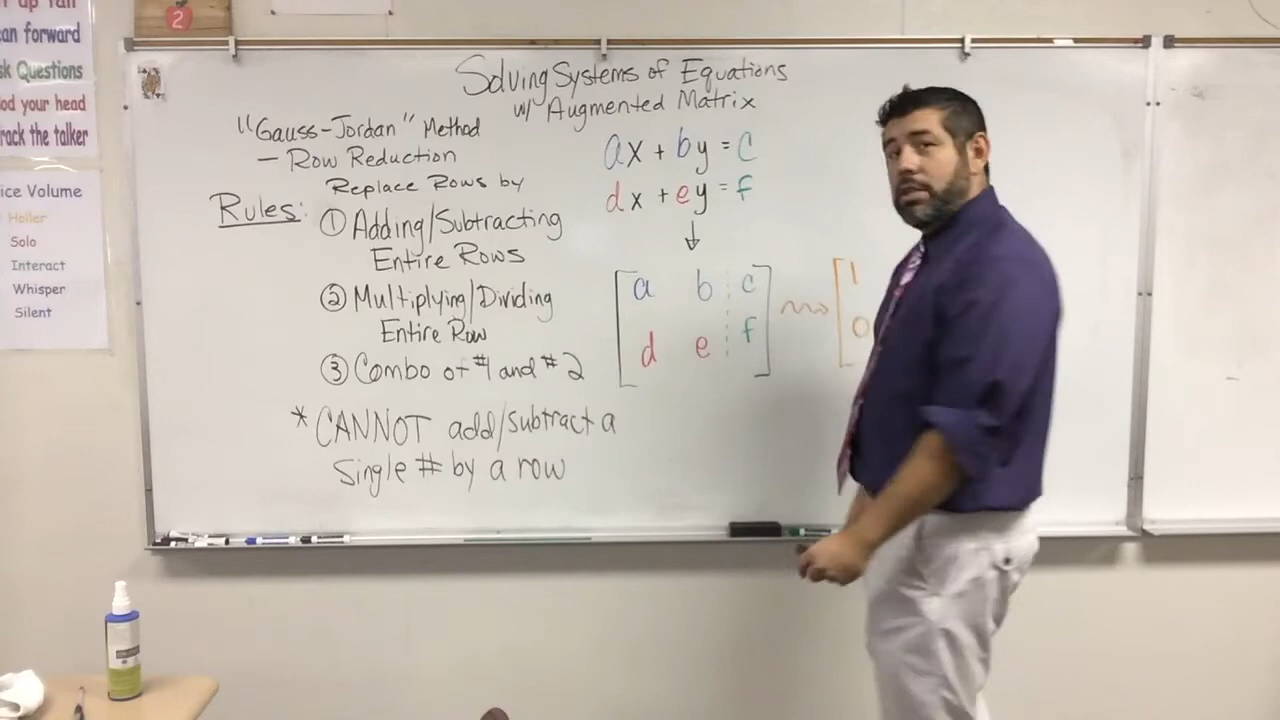 an forward
sk Questions
od your head
rack the talker
ice Volume
Holler
Solo
Interact
Whisper
Silent
2
Solving Systems of Equations
w/ Augmented Matrix
"Gauss-Jordan" Method
- Row Reduction
Replace Rows by
Rules:
① Adding/Subtracting
Entire Rows
② Multiplying/Dividing
Entire Row
③ Combo of #1 and #2
* CANNOT add/subtract a
single # by a row
ax + by = c
dx + ey = f
↓
[ a b ¦ c ]
[ d e ¦ f ]
[ 1
[ 0